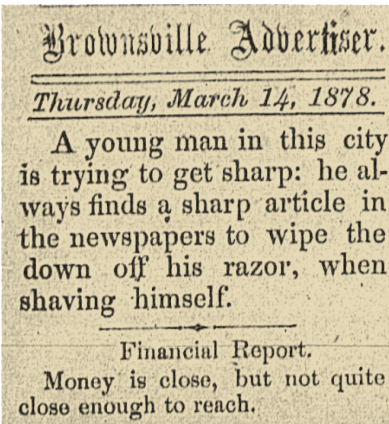 Brownsville Advertiser.
Thursday, March 14, 1878.
A young man in this city
is trying to get sharp: he al-
ways finds a sharp article in
the newspapers to wipe the
down off his razor, when
shaving himself.
Financial Report.
Money is close, but not quite
close enough to reach.